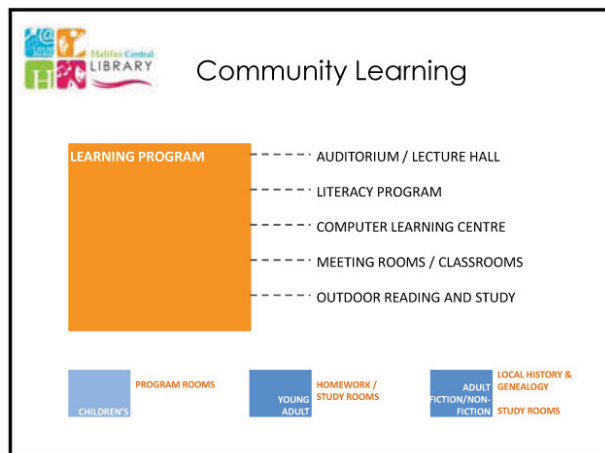 Halifax Central
LIBRARY
H
Community Learning
LEARNING PROGRAM
AUDITORIUM / LECTURE HALL
LITERACY PROGRAM
COMPUTER LEARNING CENTRE
MEETING ROOMS / CLASSROOMS
OUTDOOR READING AND STUDY
CHILDREN'S
PROGRAM ROOMS
YOUNG
ADULT
HOMEWORK /
STUDY ROOMS
ADULT
FICTION/NON-
FICTION
LOCAL HISTORY &
GENEALOGY
STUDY ROOMS